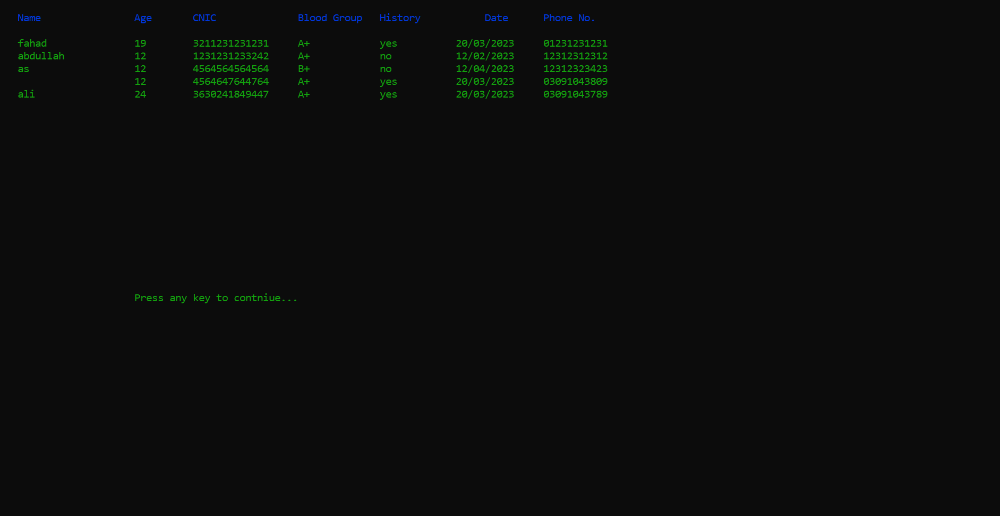 Name Age CNIC Blood Group History Date Phone No.
fahad 19 3211231231231 A+ yes 20/03/2023 01231231231
abdullah 12 1231231233242 A+ no 12/02/2023 12312312312
as 12 4564564564564 B+ no 12/04/2023 12312323423
12 4564647644764 A+ yes 20/03/2023 03091043809
ali 24 3630241849447 A+ yes 20/03/2023 03091043789
Press any key to contniue...